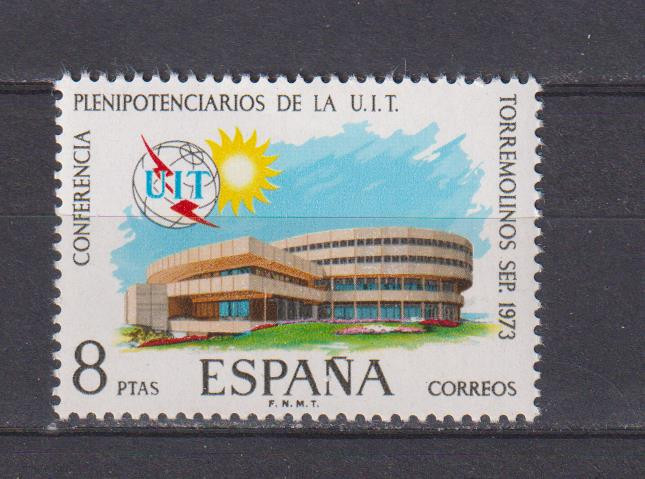 CONFERENCIA
PLENIPOTENCIARIOS DE LA U.I.T.
TORREMOLINOS SEP. 1973
UIT
8 PTAS
ESPAÑA
CORREOS
F.N.M.T.